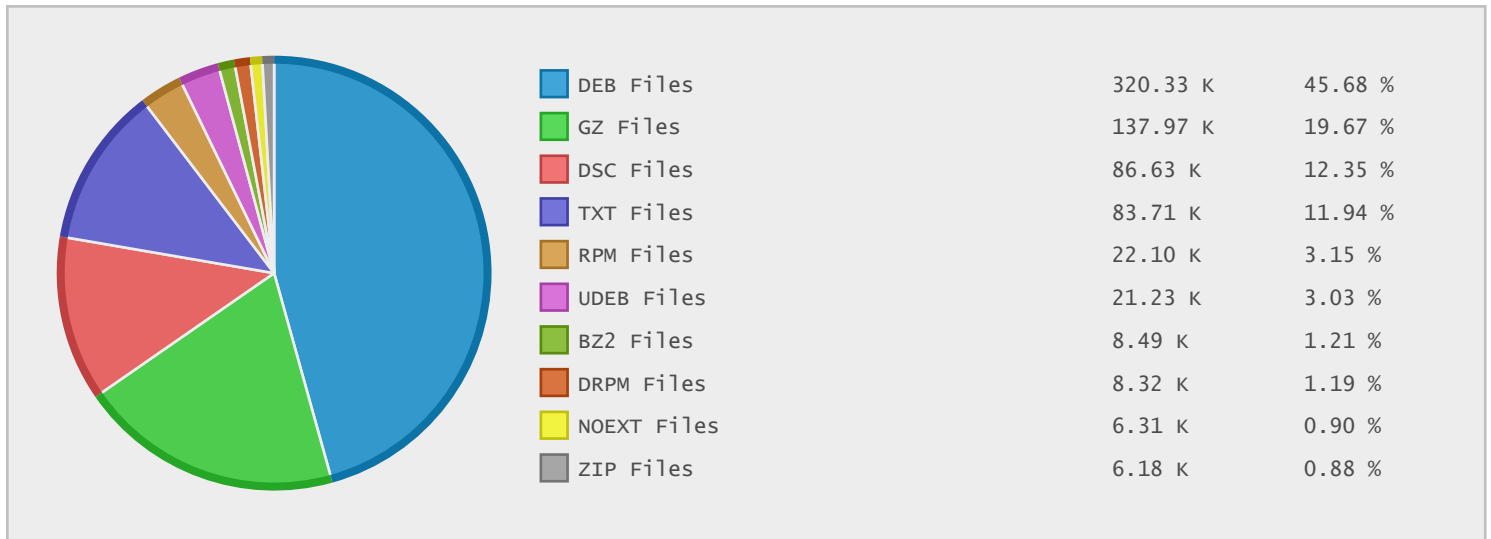 DEB Files 320.33 K 45.68 %
GZ Files 137.97 K 19.67 %
DSC Files 86.63 K 12.35 %
TXT Files 83.71 K 11.94 %
RPM Files 22.10 K 3.15 %
UDEB Files 21.23 K 3.03 %
BZ2 Files 8.49 K 1.21 %
DRPM Files 8.32 K 1.19 %
NOEXT Files 6.31 K 0.90 %
ZIP Files 6.18 K 0.88 %